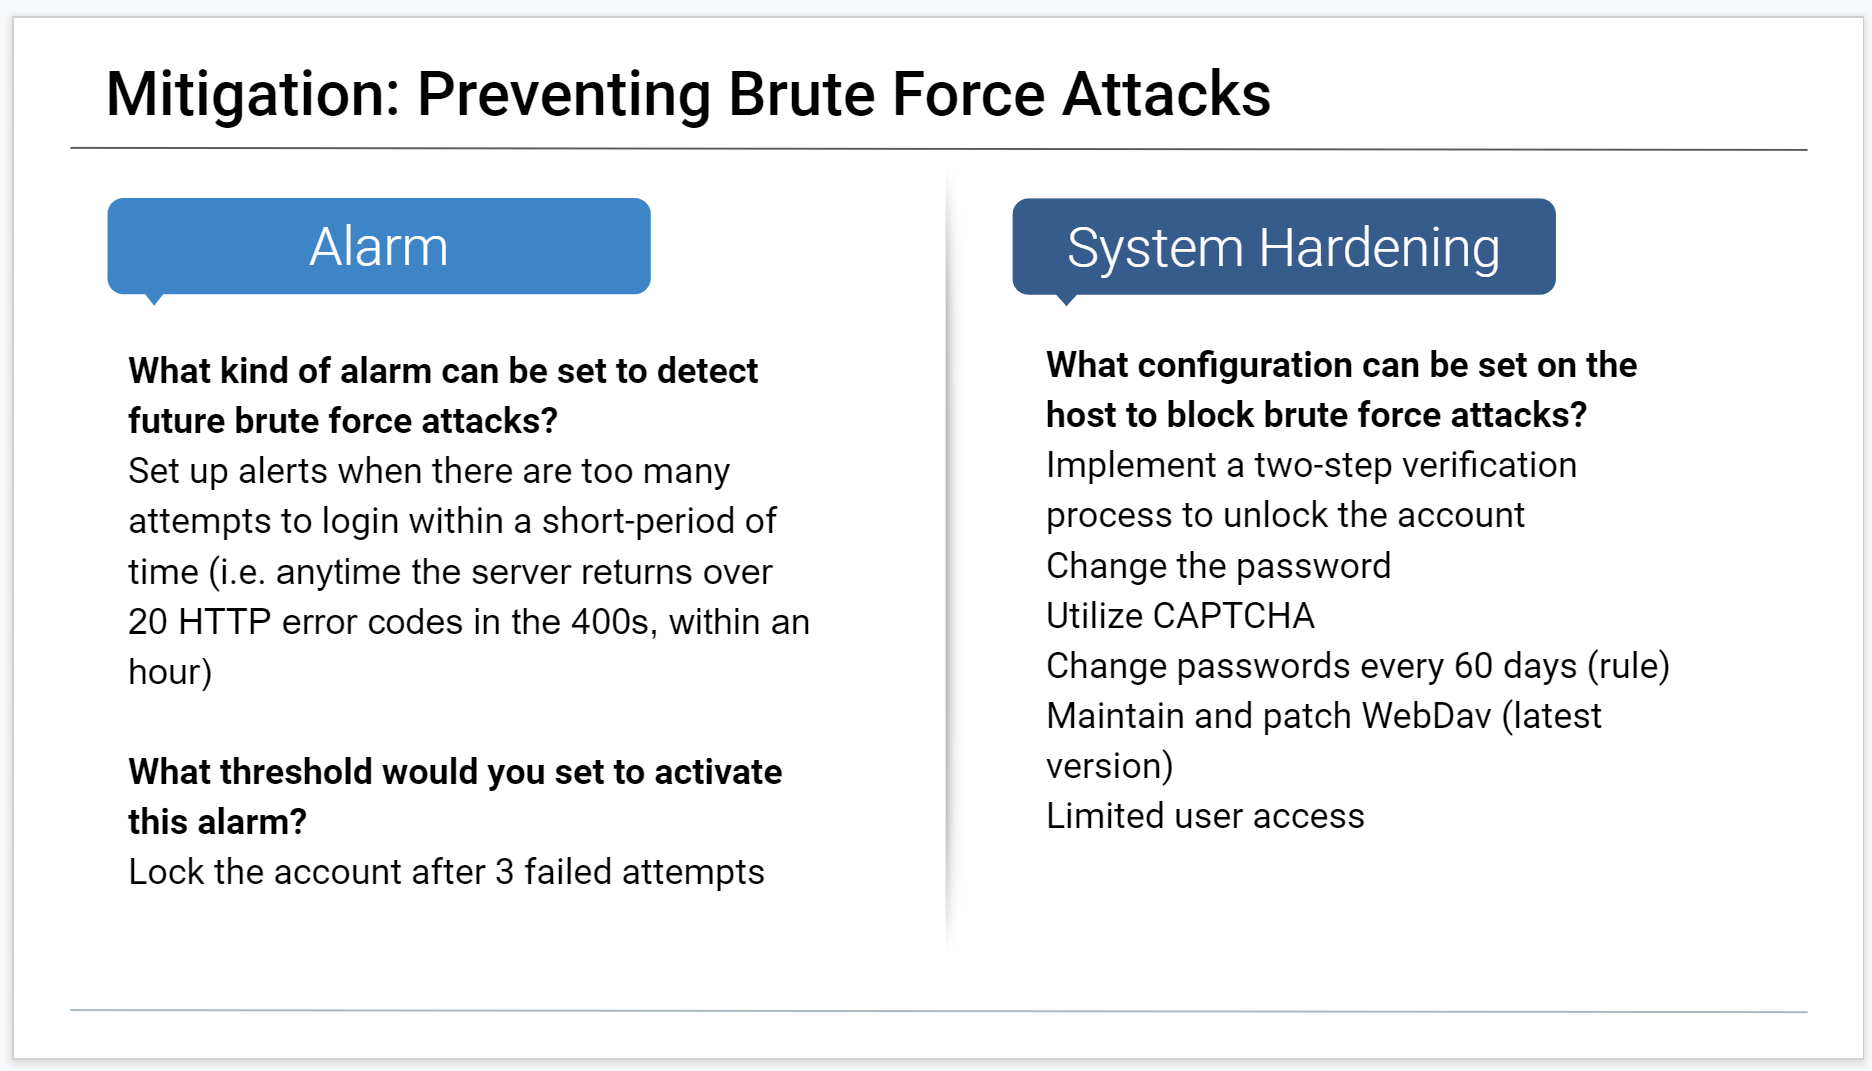 Mitigation: Preventing Brute Force Attacks
Alarm
What kind of alarm can be set to detect
future brute force attacks?
Set up alerts when there are too many
attempts to login within a short-period of
time (i.e. anytime the server returns over
20 HTTP error codes in the 400s, within an
hour)
What threshold would you set to activate
this alarm?
Lock the account after 3 failed attempts
System Hardening
What configuration can be set on the
host to block brute force attacks?
Implement a two-step verification
process to unlock the account
Change the password
Utilize CAPTCHA
Change passwords every 60 days (rule)
Maintain and patch WebDav (latest
version)
Limited user access